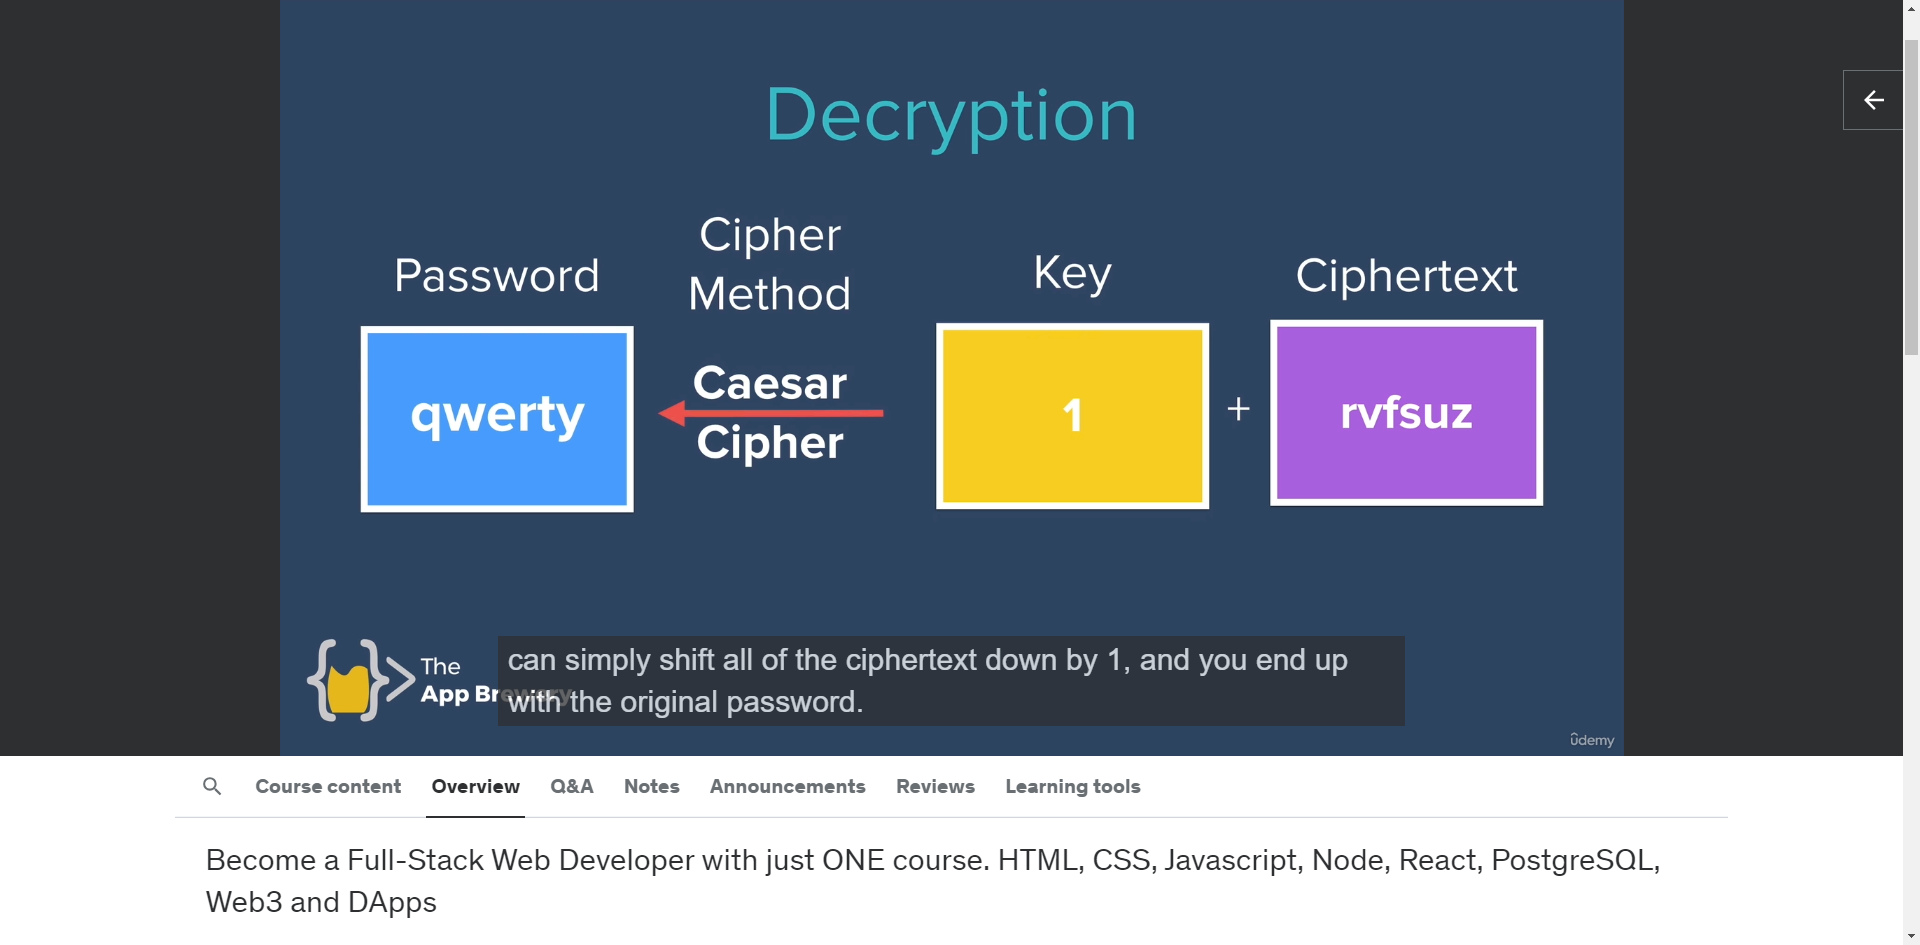 Decryption
Password
Cipher
Method
Key
Ciphertext
qwerty
Caesar
Cipher
1
+
rvfsuz
The
App Brewery
can simply shift all of the ciphertext down by 1, and you end up
with the original password.
ûdemy
Course content
Overview
Q&A
Notes
Announcements
Reviews
Learning tools
Become a Full-Stack Web Developer with just ONE course. HTML, CSS, Javascript, Node, React, PostgreSQL,
Web3 and DApps